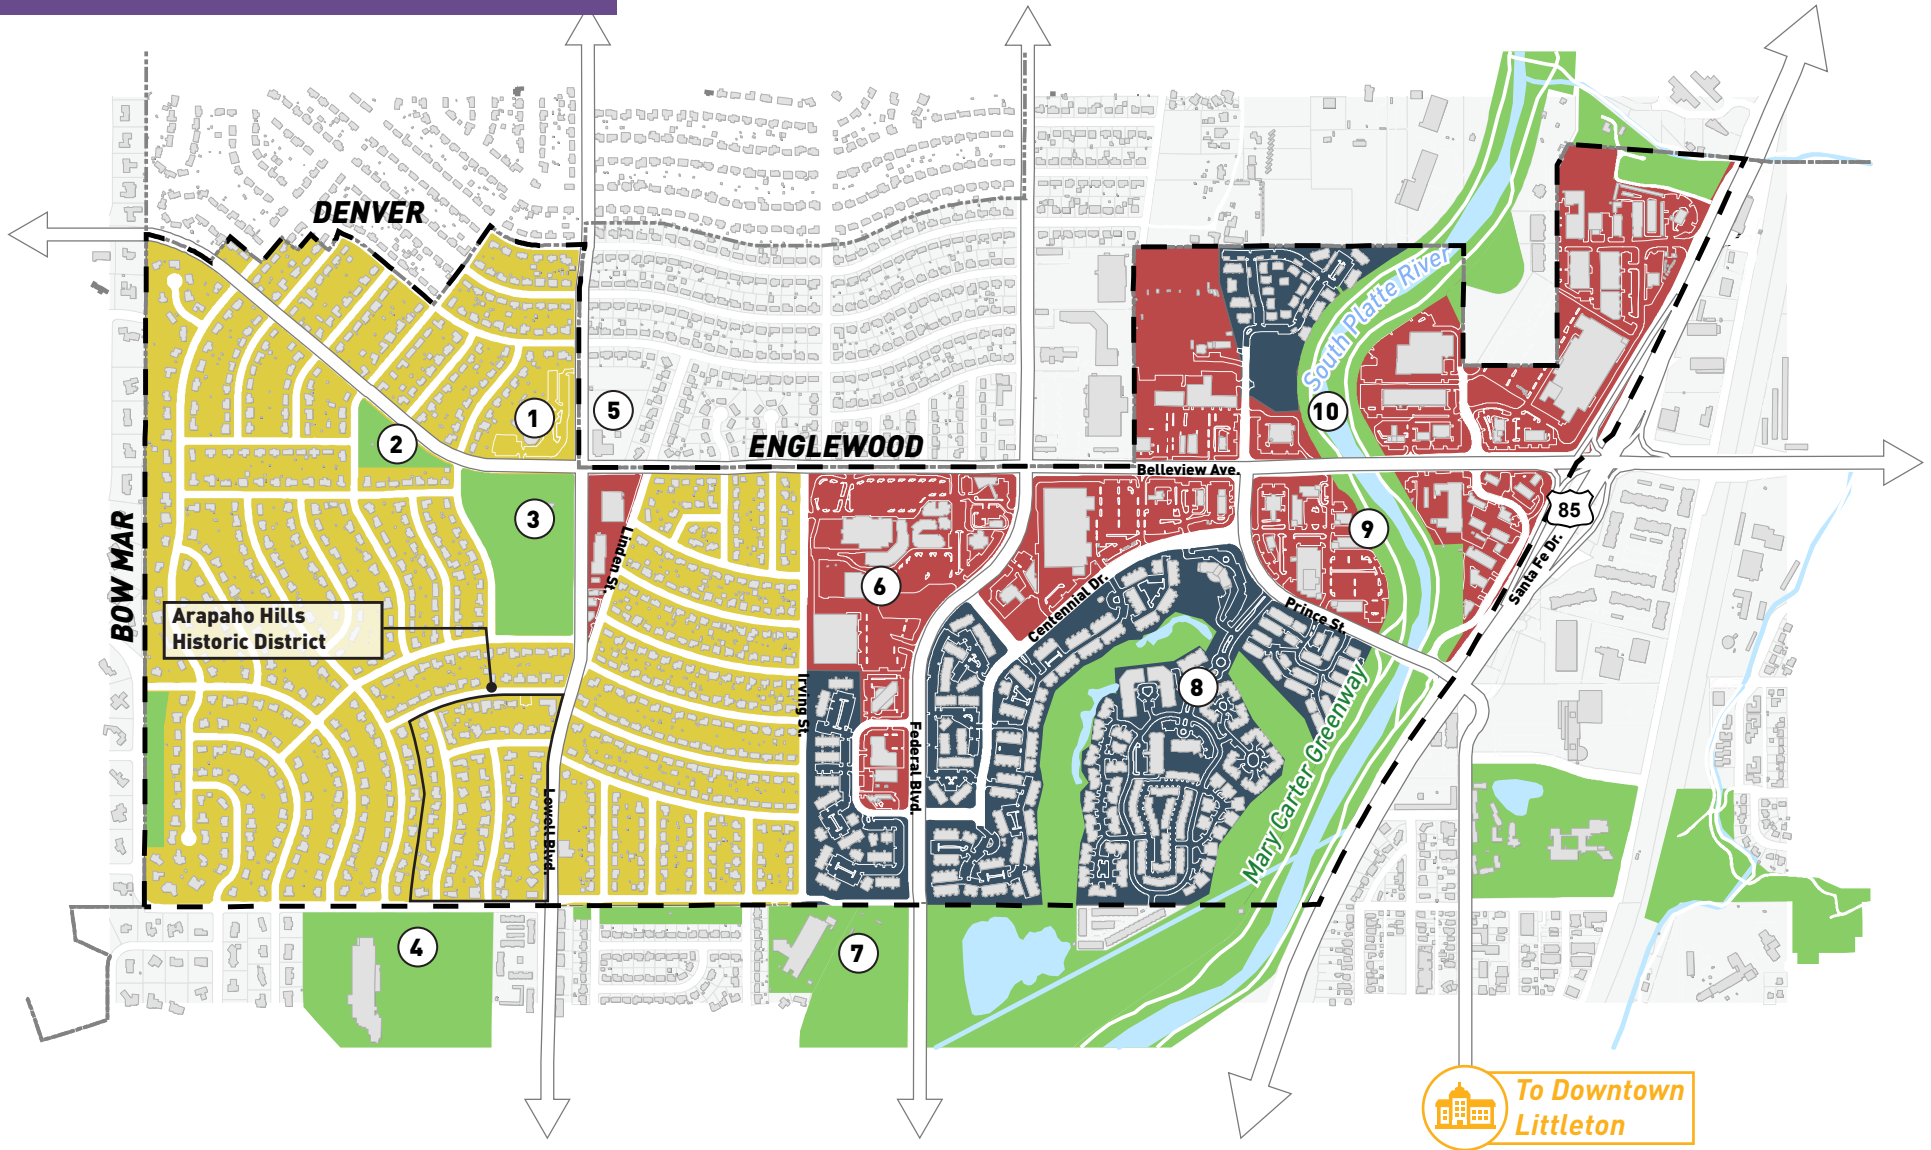 DENVER
South Platte River
1
5
10
2
ENGLEWOOD
Belleview Ave.
85
3
9
BOW MAR
Linden St.
Santa Fe Dr.
6
Centennial Dr.
Prince St.
Arapaho Hills
Historic District
8
Irving St.
Federal Blvd.
Mary Carter Greenway
Lowell Blvd.
4
7
To Downtown
Littleton